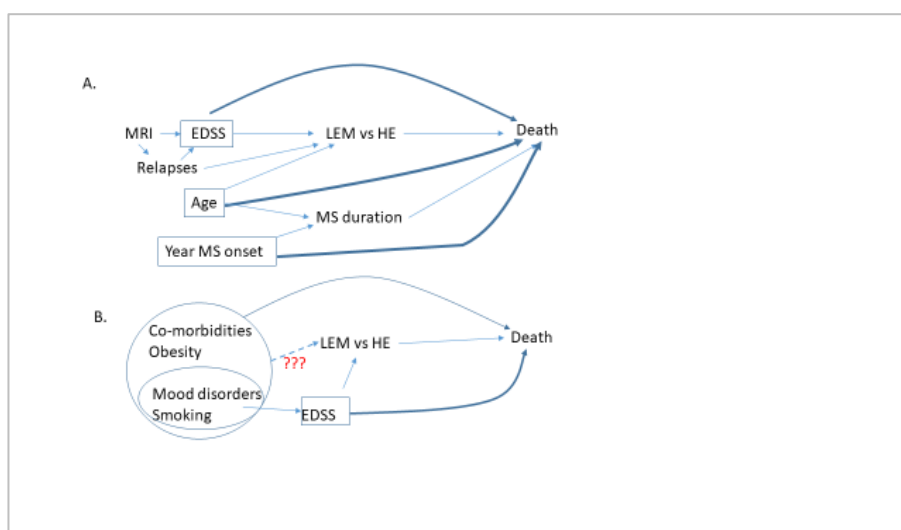 A.
MRI
EDSS
LEM vs HE
Death
Relapses
Age
MS duration
Year MS onset
B.
Co-morbidities
Obesity
LEM vs HE
Death
???
Mood disorders
Smoking
EDSS